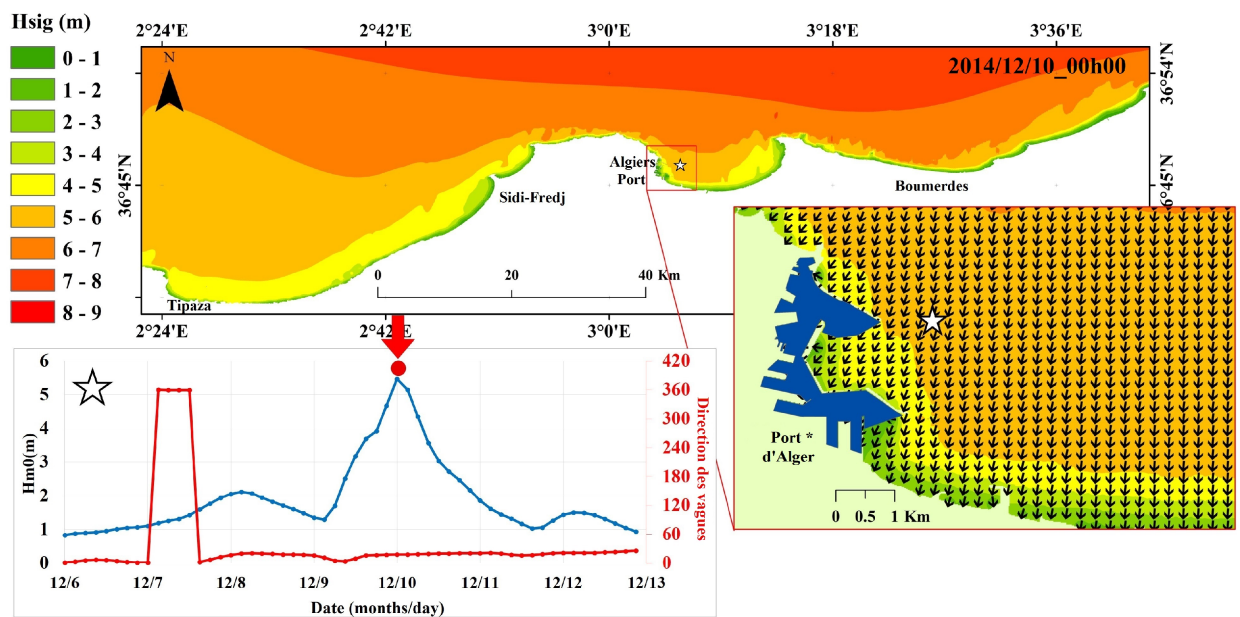 Hsig (m)
0 - 1
1 - 2
2 - 3
3 - 4
4 - 5
5 - 6
6 - 7
7 - 8
8 - 9
2°24'E 2°42'E 3°0'E 3°18'E 3°36'E
N
2014/12/10_00h00
36°54'N
36°45'N
36°45'N
Algiers
Port
Sidi-Fredj
Boumerdes
Tipaza
0 20 40 Km
2°24'E 2°42'E 3°0'E
Port *
d'Alger
0 0.5 1 Km
Hm0(m)
6
5
4
3
2
1
0
420
360
300
240
180
120
60
0
Direction des vagues
12/6 12/7 12/8 12/9 12/10 12/11 12/12 12/13
Date (months/day)